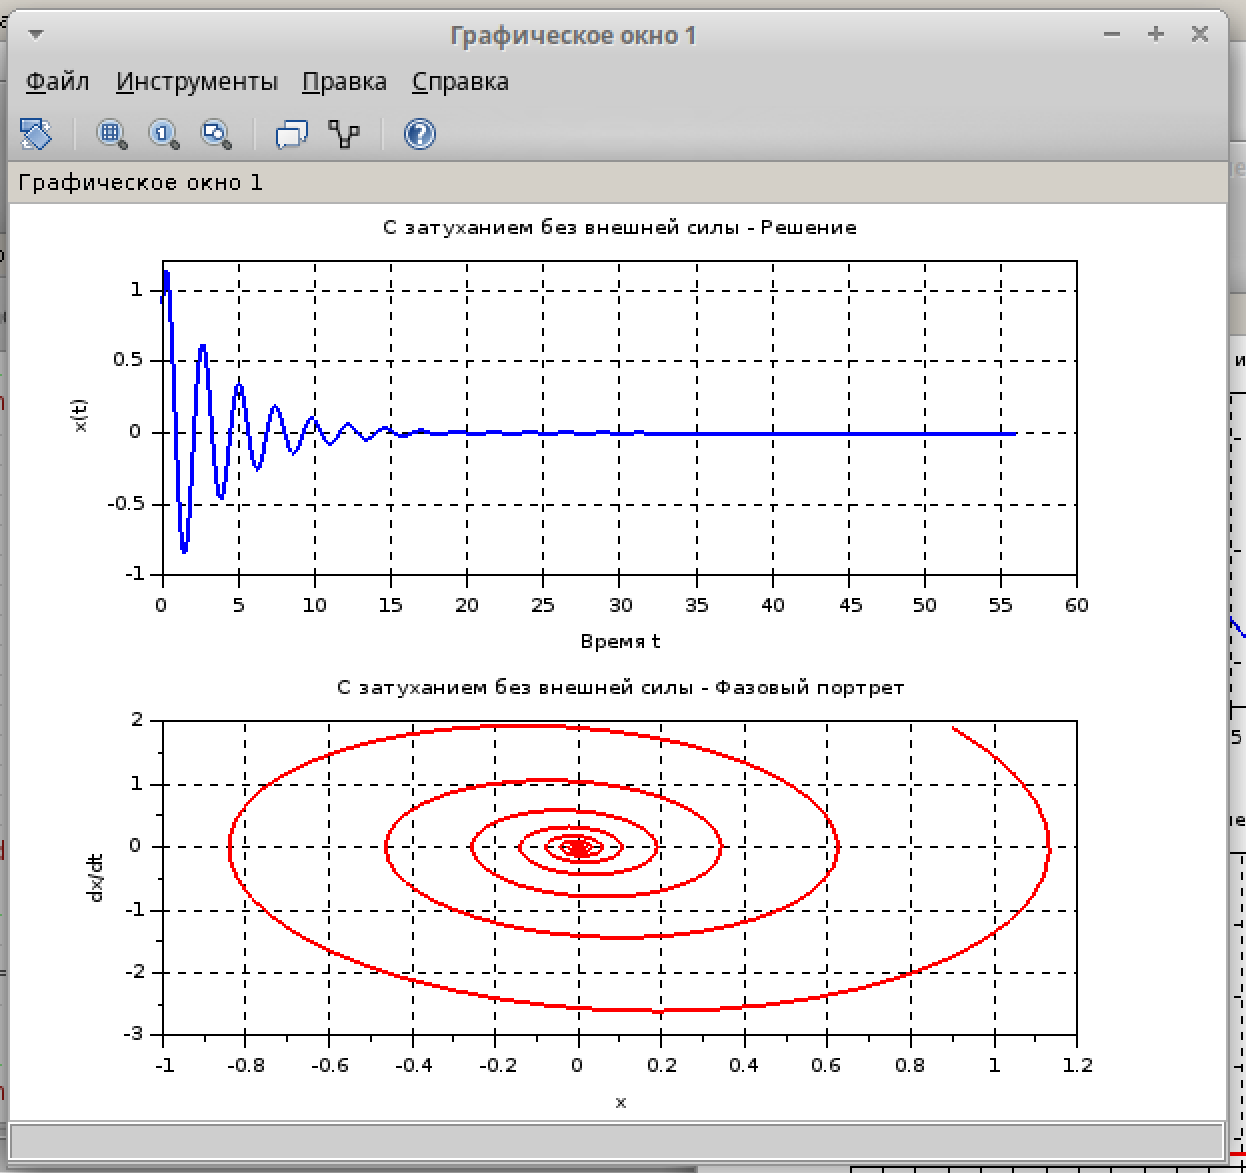 Графическое окно 1
Файл Инструменты Правка Справка
Графическое окно 1
С затуханием без внешней силы - Решение
1
0.5
0
-0.5
-1
x(t)
0 5 10 15 20 25 30 35 40 45 50 55 60
Время t
С затуханием без внешней силы - Фазовый портрет
2
1
0
-1
-2
-3
dx/dt
-1 -0.8 -0.6 -0.4 -0.2 0 0.2 0.4 0.6 0.8 1 1.2
x